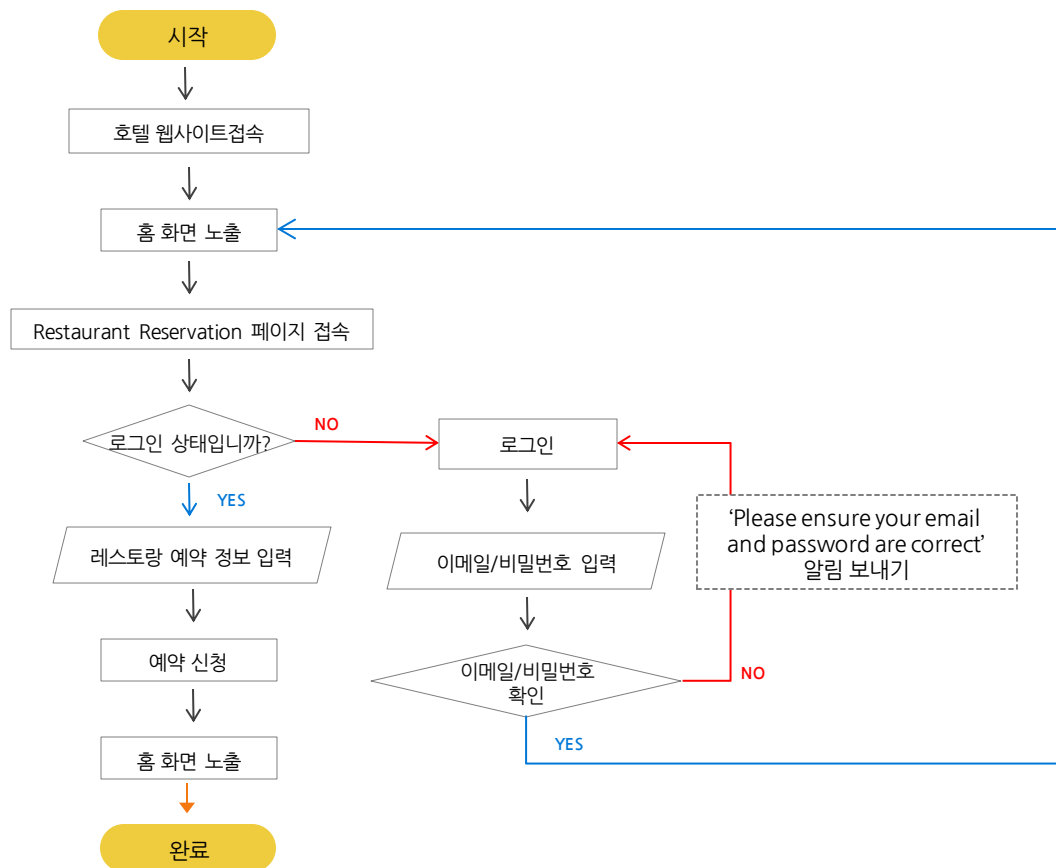 시작
호텔 웹사이트접속
홈 화면 노출
Restaurant Reservation 페이지 접속
로그인 상태입니까?
NO
로그인
YES
'Please ensure your email
and password are correct'
알림 보내기
레스토랑 예약 정보 입력
이메일/비밀번호 입력
예약 신청
이메일/비밀번호
확인
NO
YES
홈 화면 노출
완료